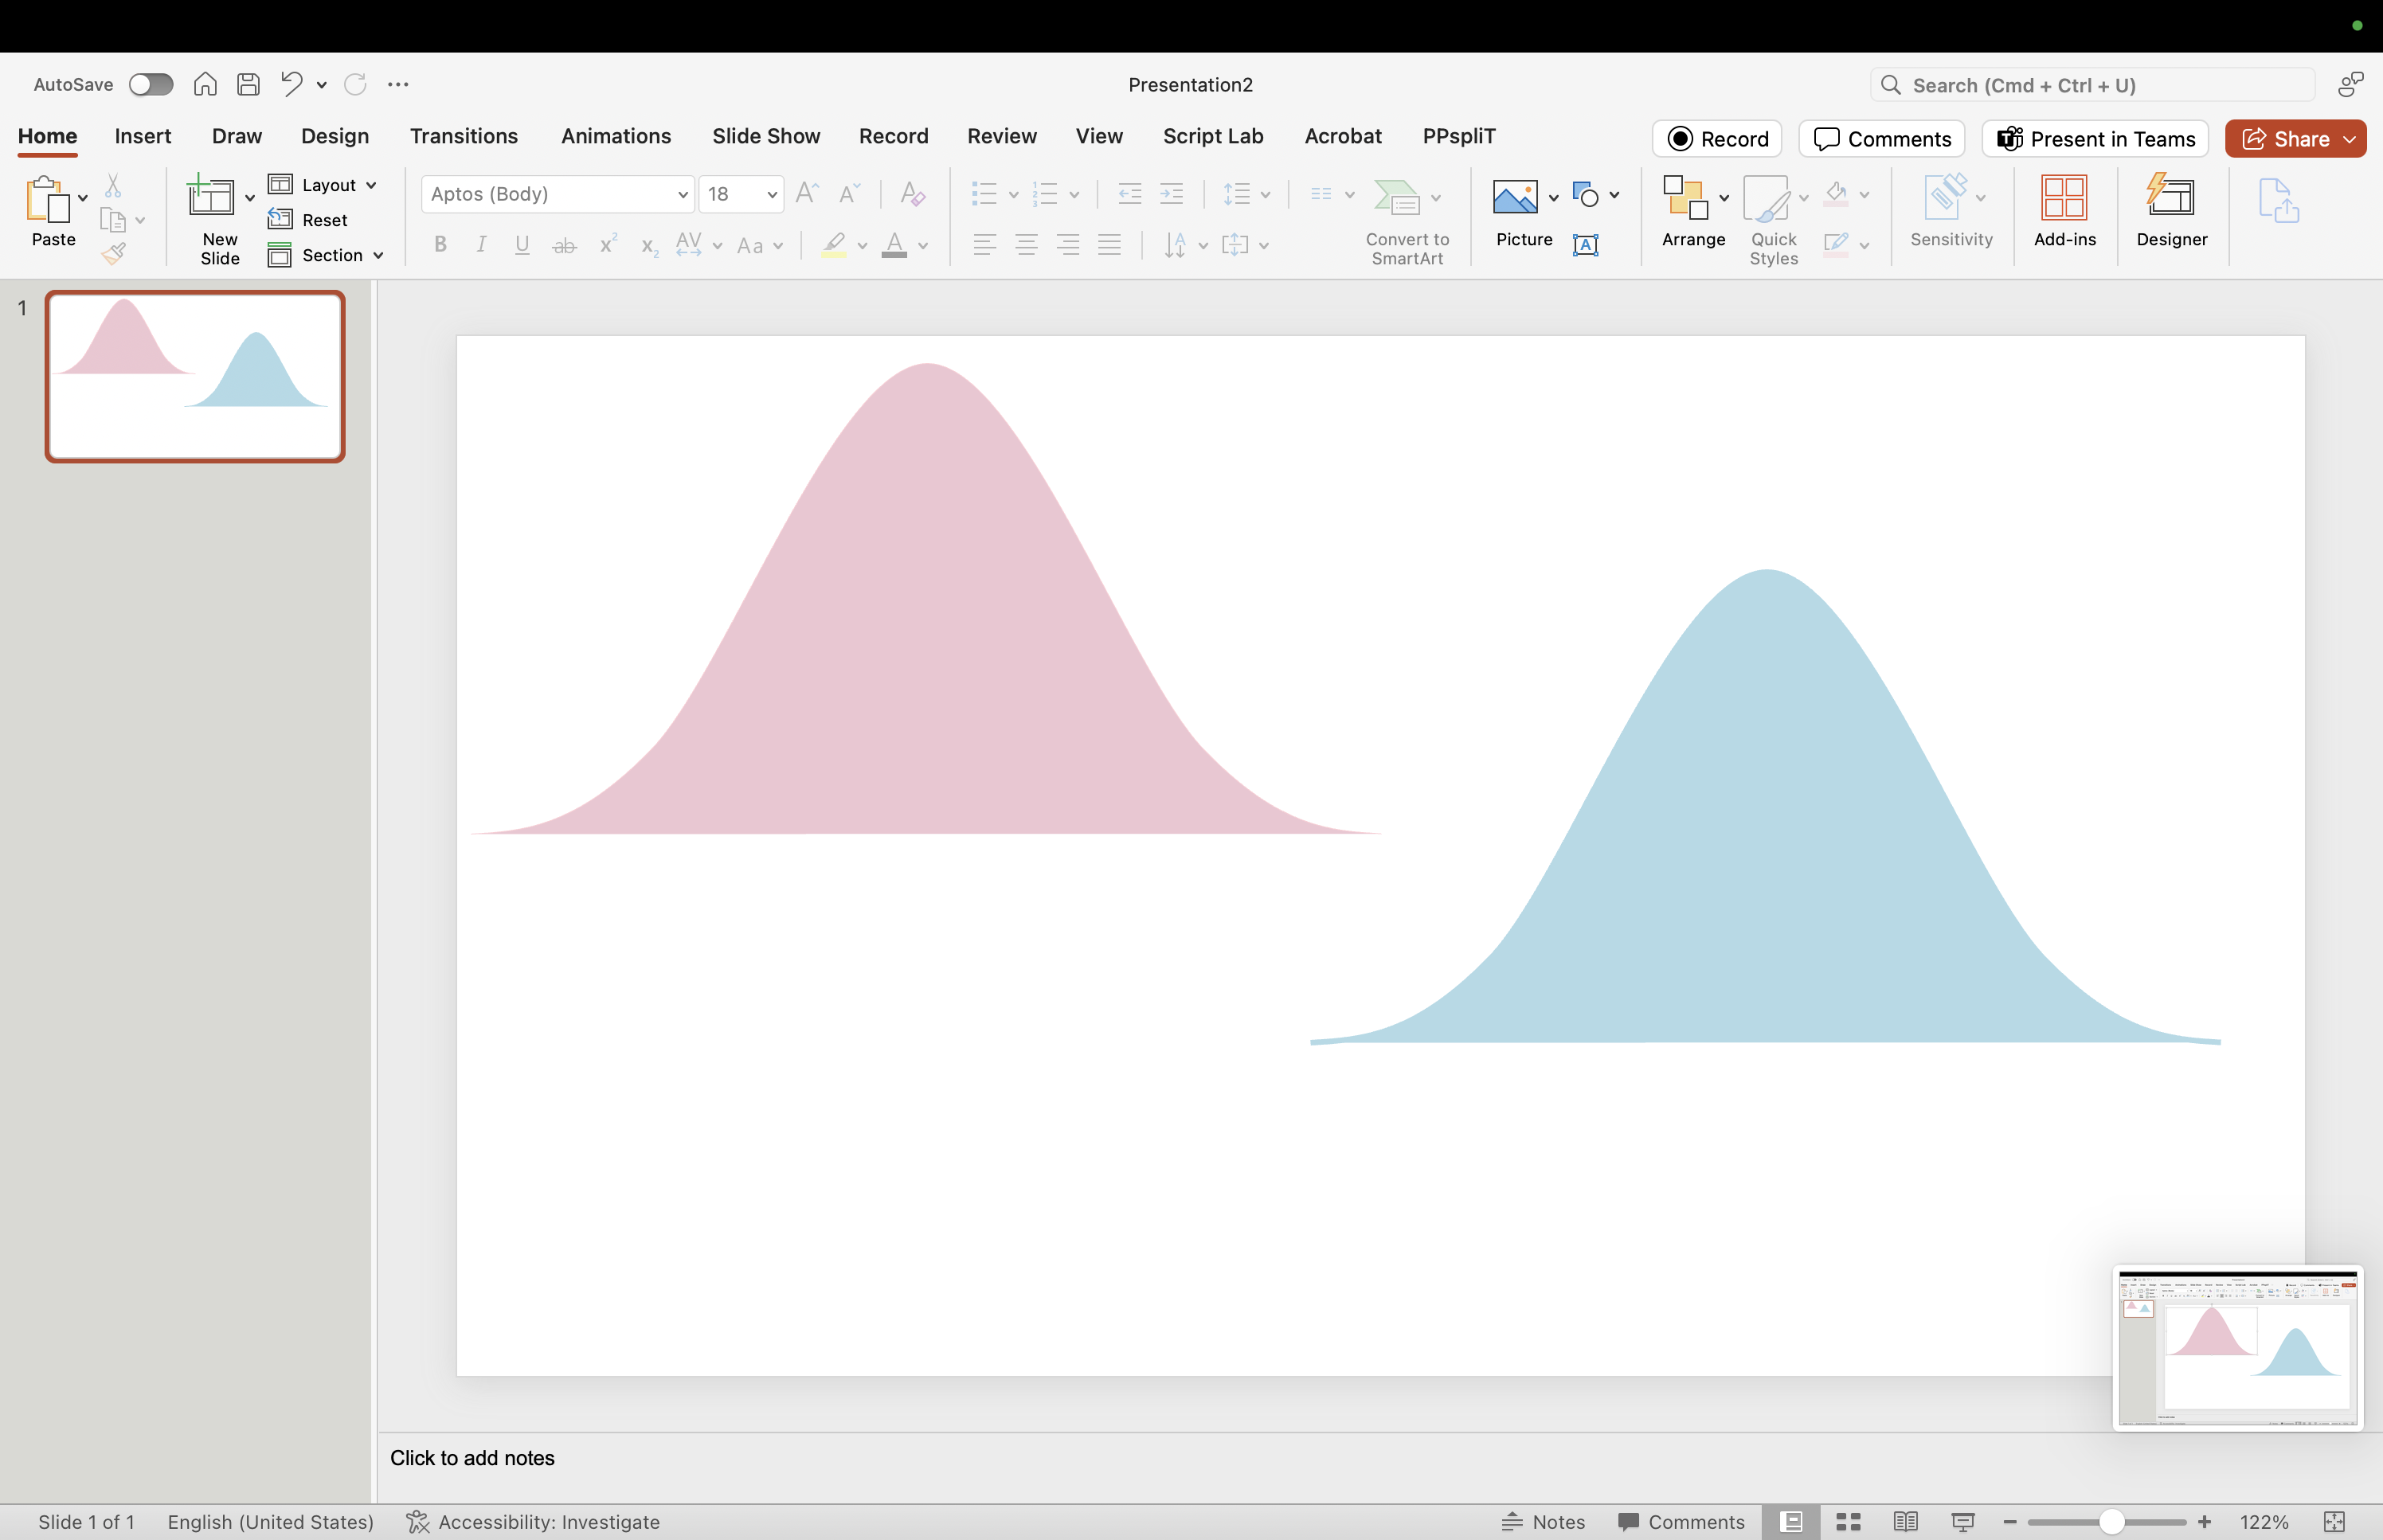 AutoSave
Presentation2
Search (Cmd + Ctrl + U)
Home Insert Draw Design Transitions Animations Slide Show Record Review View Script Lab Acrobat PPspliT
Record Comments Present in Teams Share
Paste
New
Slide
Layout
Reset
Section
Aptos (Body) 18
Convert to
SmartArt
Picture
Arrange
Quick
Styles
Sensitivity
Add-ins
Designer
1
Click to add notes
Slide 1 of 1 English (United States) Accessibility: Investigate Notes Comments 122%